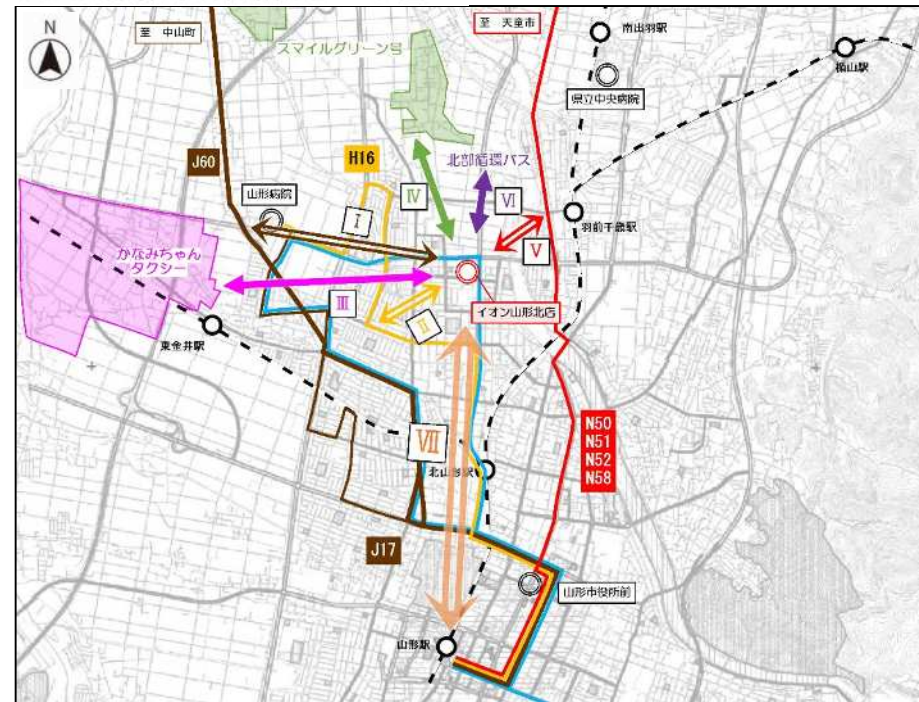 N
至 中山町
スマイルグリーン号
至 天童市
南出羽駅
楯山駅
県立中央病院
J60
H16
北部循環バス
山形病院
Ⅰ
Ⅳ
Ⅵ
羽前千歳駅
Ⅴ
かなみちゃん
タクシー
Ⅲ
Ⅱ
イオン山形北店
東金井駅
Ⅶ
N50
N51
N52
N58
北山形駅
J17
山形市役所前
山形駅